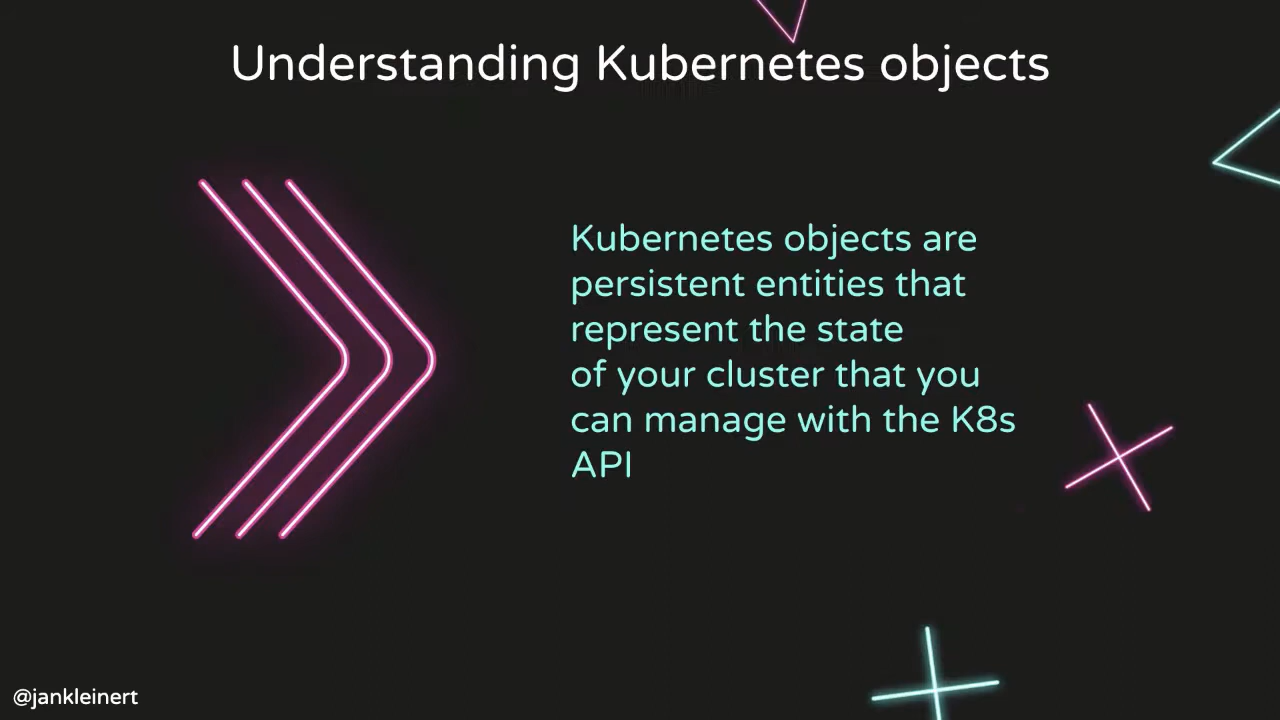 Understanding Kubernetes objects
Kubernetes objects are
persistent entities that
represent the state
of your cluster that you
can manage with the K8s
API
@jankleinert